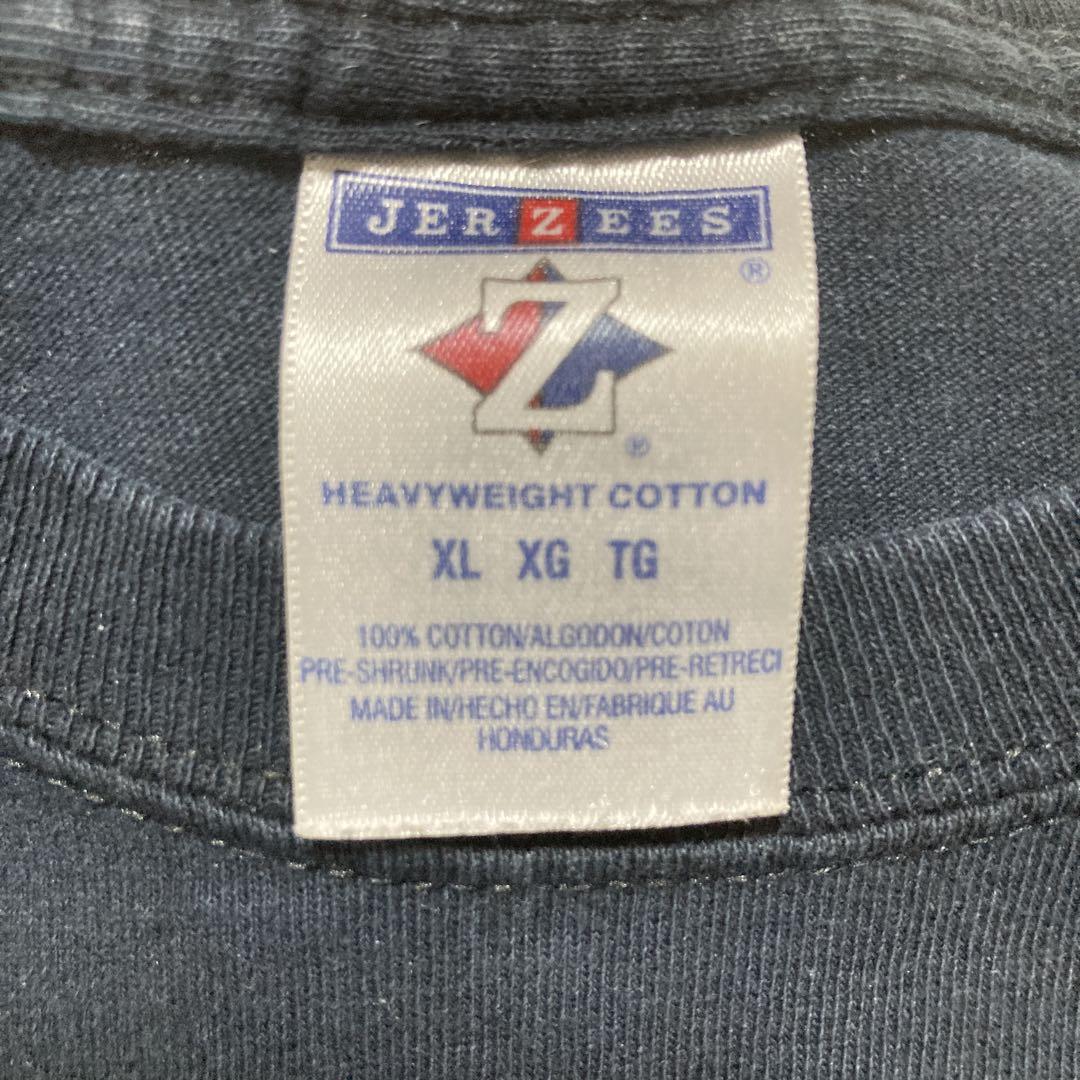 JERZEES
®
Z
®
HEAVYWEIGHT COTTON
XL XG TG
100% COTTON/ALGODON/COTON
PRE-SHRUNK/PRE-ENCOGIDO/PRE-RETRECI
MADE IN/HECHO EN/FABRIQUE AU
HONDURAS